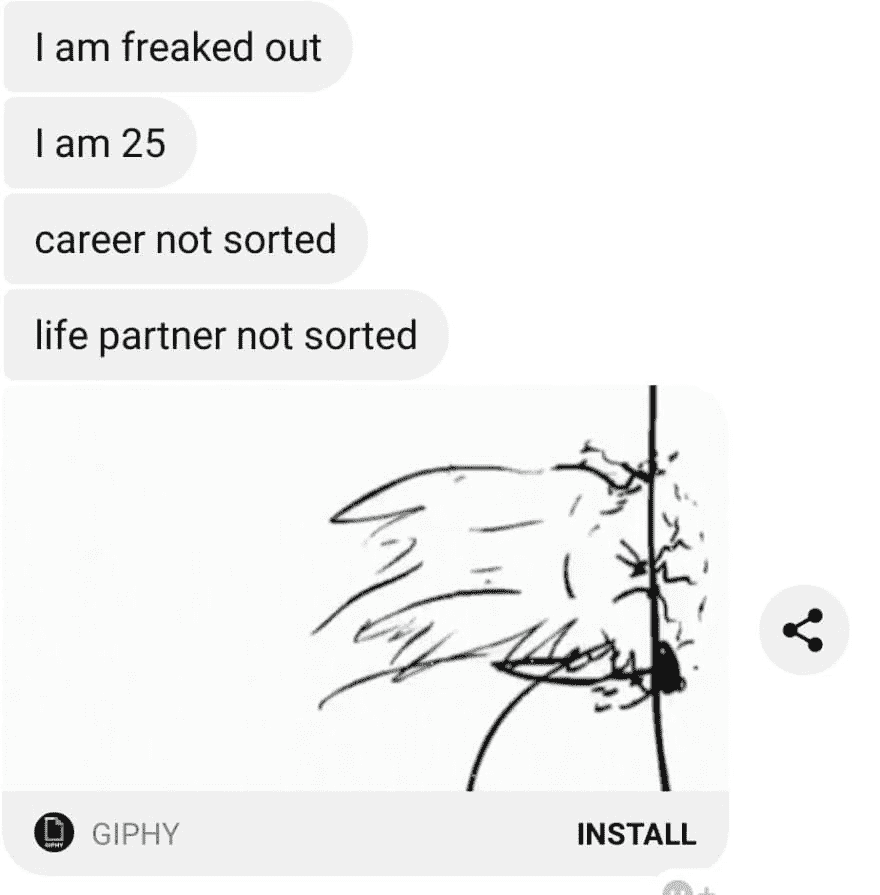 I am freaked out
I am 25
career not sorted
life partner not sorted
GIPHY INSTALL